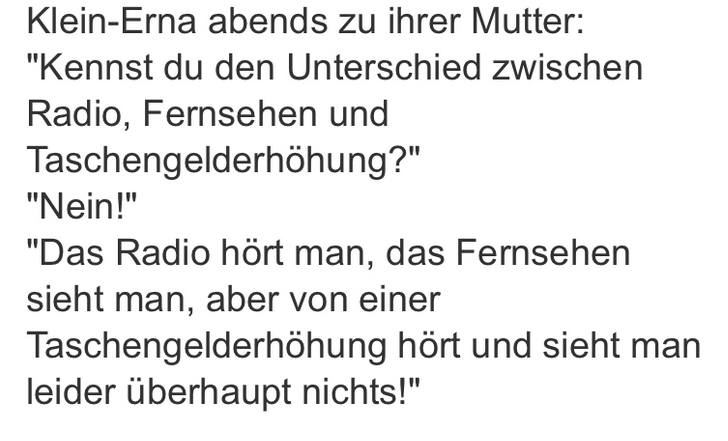 Klein-Erna abends zu ihrer Mutter:
"Kennst du den Unterschied zwischen
Radio, Fernsehen und
Taschengelderhöhung?"
"Nein!"
"Das Radio hört man, das Fernsehen
sieht man, aber von einer
Taschengelderhöhung hört und sieht man
leider überhaupt nichts!"